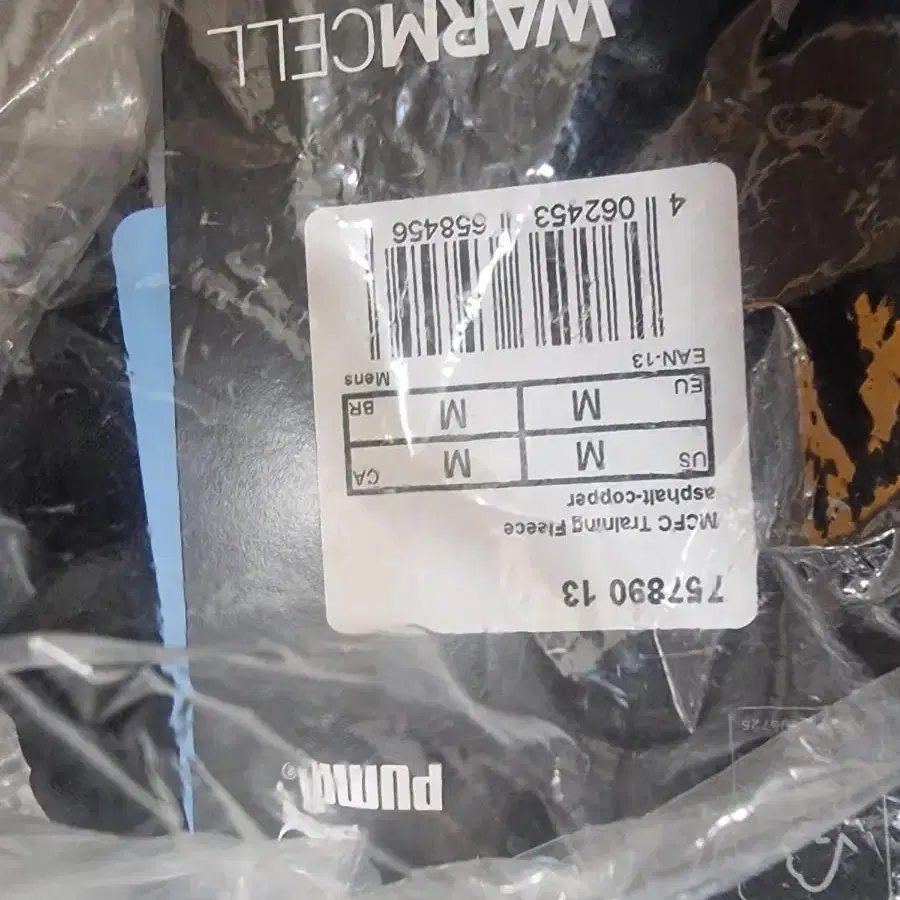 PUMA®
757890 13
MCFC Training Fleece
asphalt-copper
US M M CA
EU M M BR
EAN-13 Mens
4 062453 658456
WARMCELL